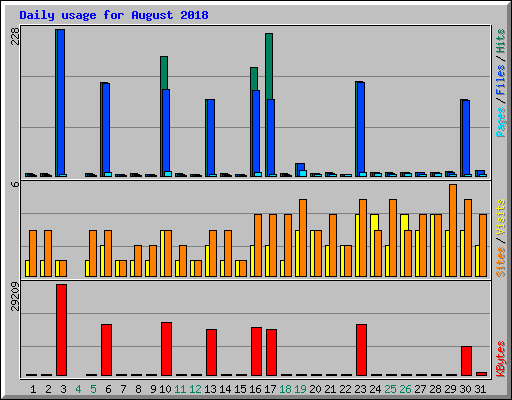 Daily usage for August 2018
228
6
29209
Pages / Files / Hits
Sites / Visits
KBytes
1 2 3 4 5 6 7 8 9 10 11 12 13 14 15 16 17 18 19 20 21 22 23 24 25 26 27 28 29 30 31